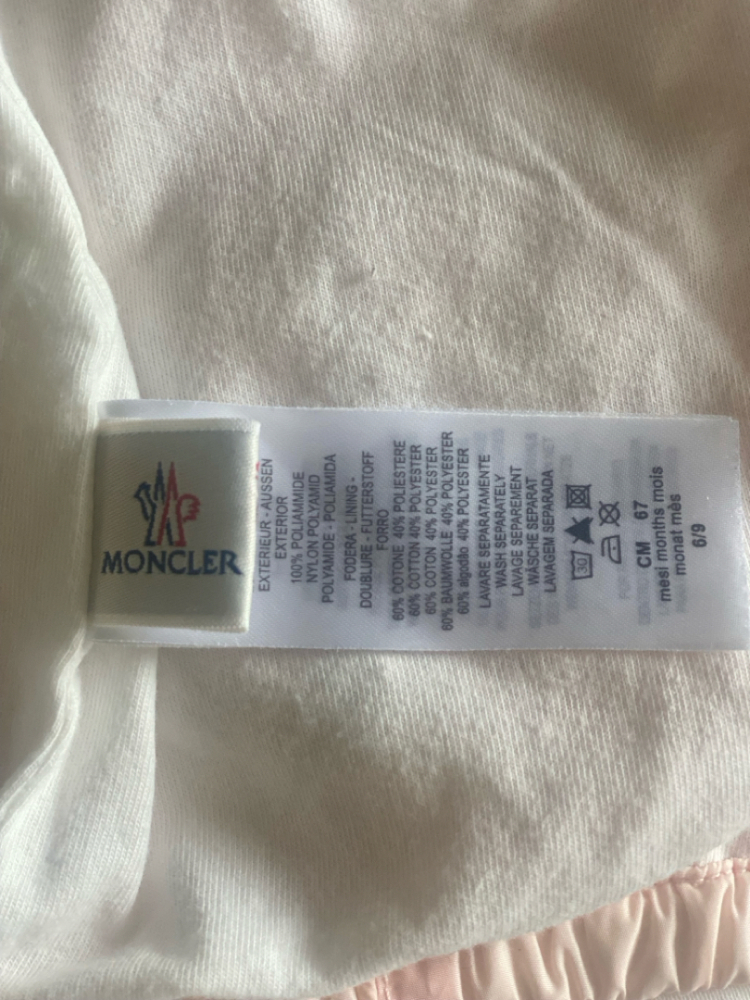 MONCLER
EXTERIEUR - AUSSEN
EXTERIOR
100% POLIAMMIDE
NYLON POLYAMID
POLYAMIDE - POLIAMIDA
FODERA - LINING -
DOUBLURE - FUTTERSTOFF
FORRO
60% COTONE 40% POLIESTERE
60% COTTON 40% POLYESTER
60% COTON 40% POLYESTER
60% BAUMWOLLE 40% POLYESTER
60% algodão 40% POLYESTER
LAVARE SEPARATAMENTE
WASH SEPARATELY
LAVAGE SEPAREMENT
WÄSCHE SEPARAT
LAVAGEM SEPARADA
30
CM 67
mesi months mois
monat mês
6/9